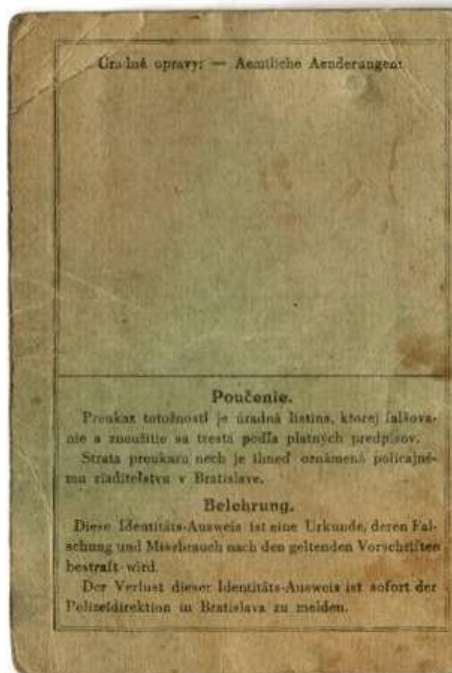 Úradné opravy: — Aemtliche Aenderungen:
Poučenie.
Preukaz totožnosti je úradná listina, ktorej falšova-
nie a zneužitie sa trestá podľa platných predpisov.
Strata preukazu nech je ihneď oznámená policajné-
mu riaditeľstvu v Bratislave.
Belehrung.
Diese Identitäts-Ausweis ist eine Urkunde, deren Fäl-
schung und Missbrauch nach den geltenden Vorschriften
bestraft wird.
Der Verlust dieser Identitäts-Ausweis ist sofort der
Polizeidirektion in Bratislava zu melden.